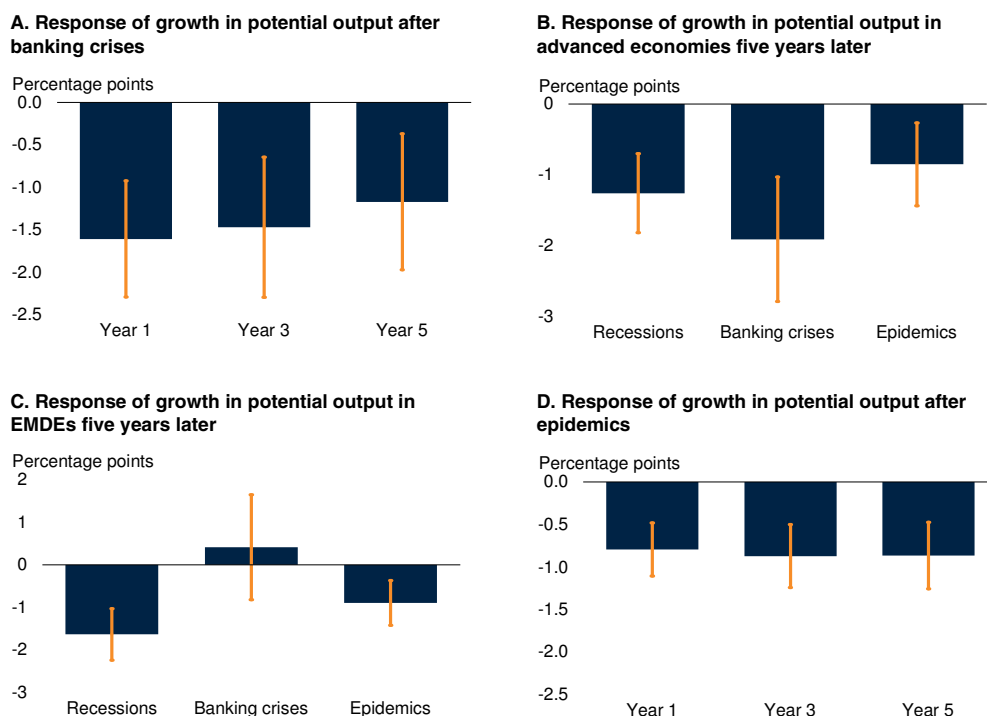 A. Response of growth in potential output after
banking crises
Percentage points
0.0
-0.5
-1.0
-1.5
-2.0
-2.5
Year 1 Year 3 Year 5
B. Response of growth in potential output in
advanced economies five years later
Percentage points
0
-1
-2
-3
Recessions Banking crises Epidemics
C. Response of growth in potential output in
EMDEs five years later
Percentage points
2
1
0
-1
-2
-3
Recessions Banking crises Epidemics
D. Response of growth in potential output after
epidemics
Percentage points
0.0
-0.5
-1.0
-1.5
-2.0
-2.5
Year 1 Year 3 Year 5